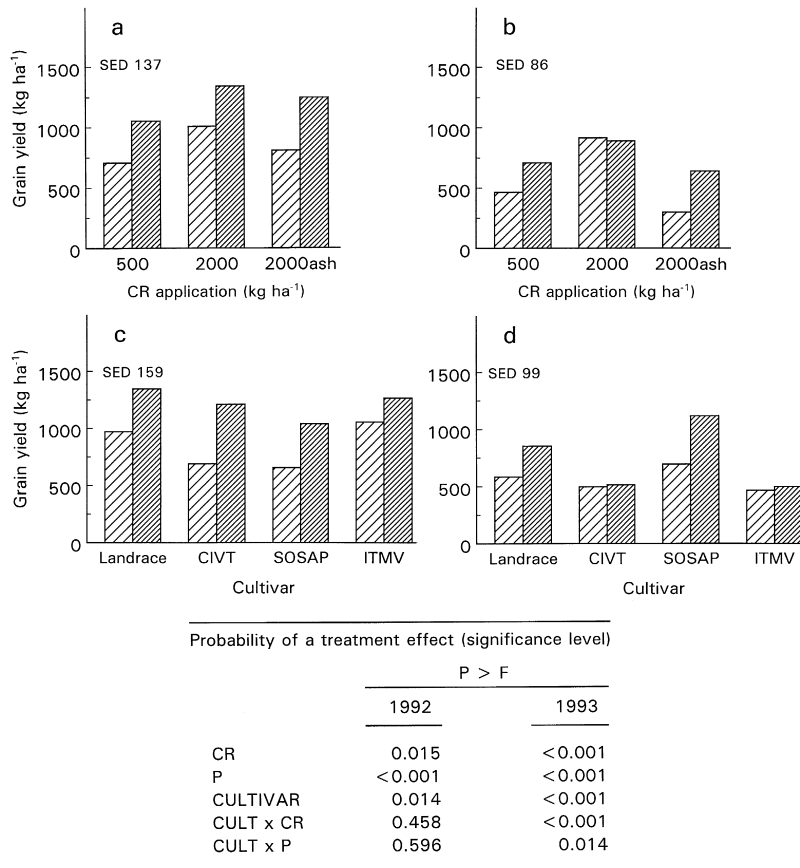 a
SED 137
Grain yield (kg ha⁻¹)
1500
1000
500
0
500 2000 2000ash
CR application (kg ha⁻¹)
b
SED 86
1500
1000
500
0
500 2000 2000ash
CR application (kg ha⁻¹)
c
SED 159
Grain yield (kg ha⁻¹)
1500
1000
500
0
Landrace CIVT SOSAP ITMV
Cultivar
d
SED 99
1500
1000
500
0
Landrace CIVT SOSAP ITMV
Cultivar
Probability of a treatment effect (significance level)
P > F
1992 1993
CR 0.015 <0.001
P <0.001 <0.001
CULTIVAR 0.014 <0.001
CULT x CR 0.458 <0.001
CULT x P 0.596 0.014